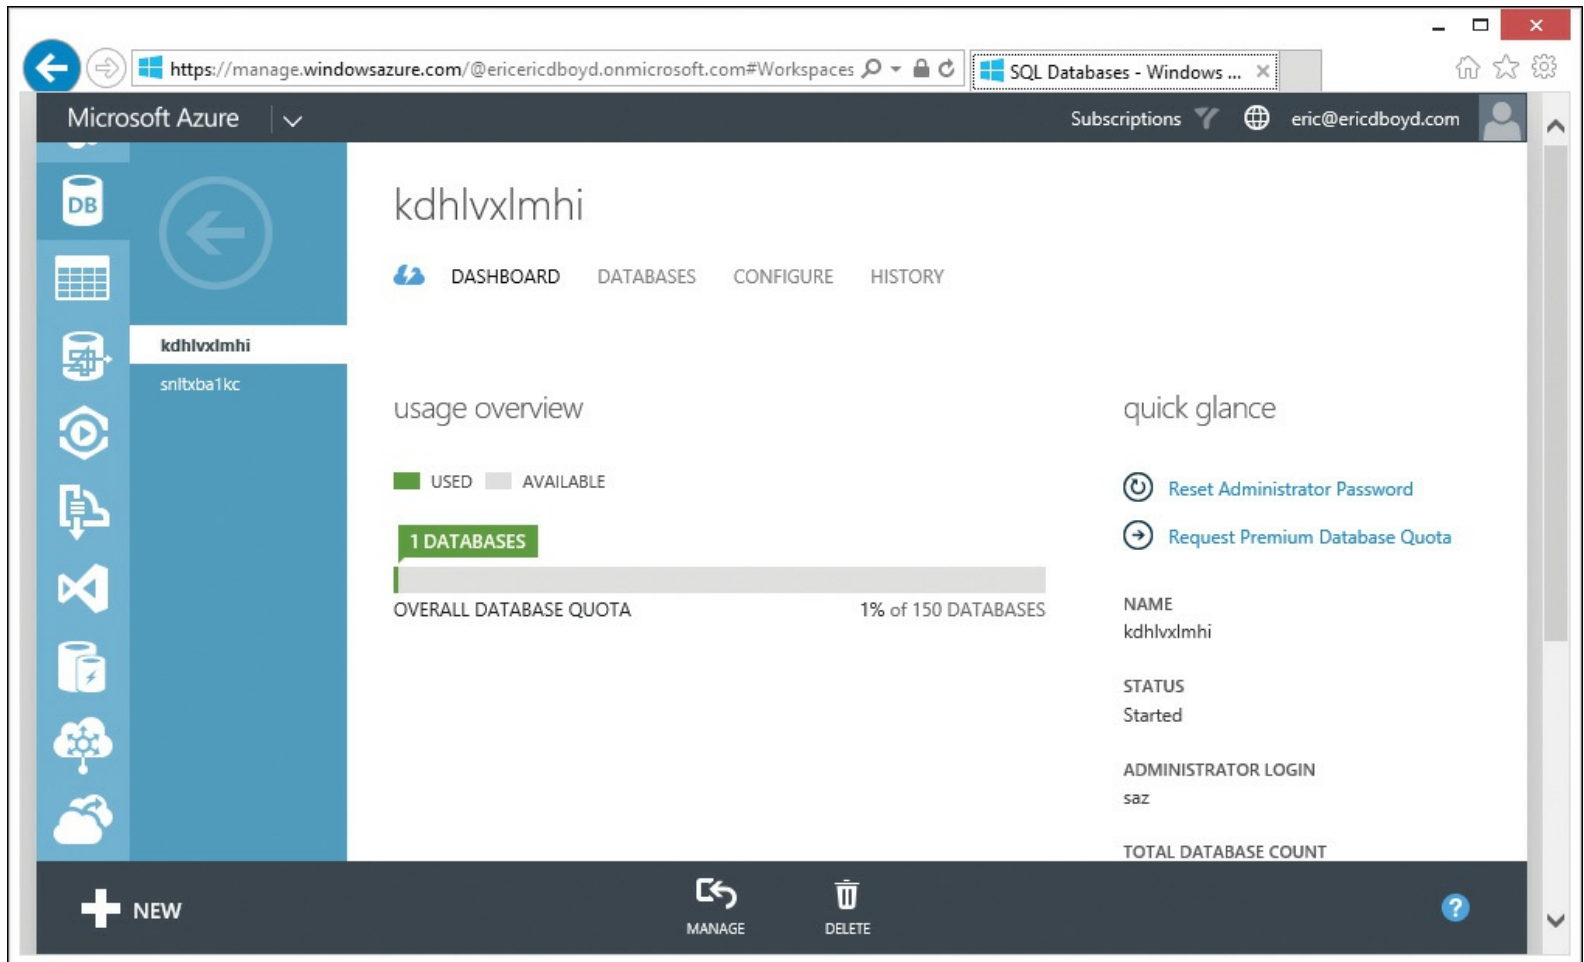 https://manage.windowsazure.com/@ericericdboyd.onmicrosoft.com#Workspaces
SQL Databases - Windows ...
Microsoft Azure
Subscriptions
eric@ericdboyd.com
DB
kdhlvxlmhi
DASHBOARD DATABASES CONFIGURE HISTORY
kdhlvxlmhi
snltxba1kc
usage overview
USED AVAILABLE
1 DATABASES
OVERALL DATABASE QUOTA 1% of 150 DATABASES
quick glance
Reset Administrator Password
Request Premium Database Quota
NAME
kdhlvxlmhi
STATUS
Started
ADMINISTRATOR LOGIN
saz
TOTAL DATABASE COUNT
NEW
MANAGE
DELETE
?